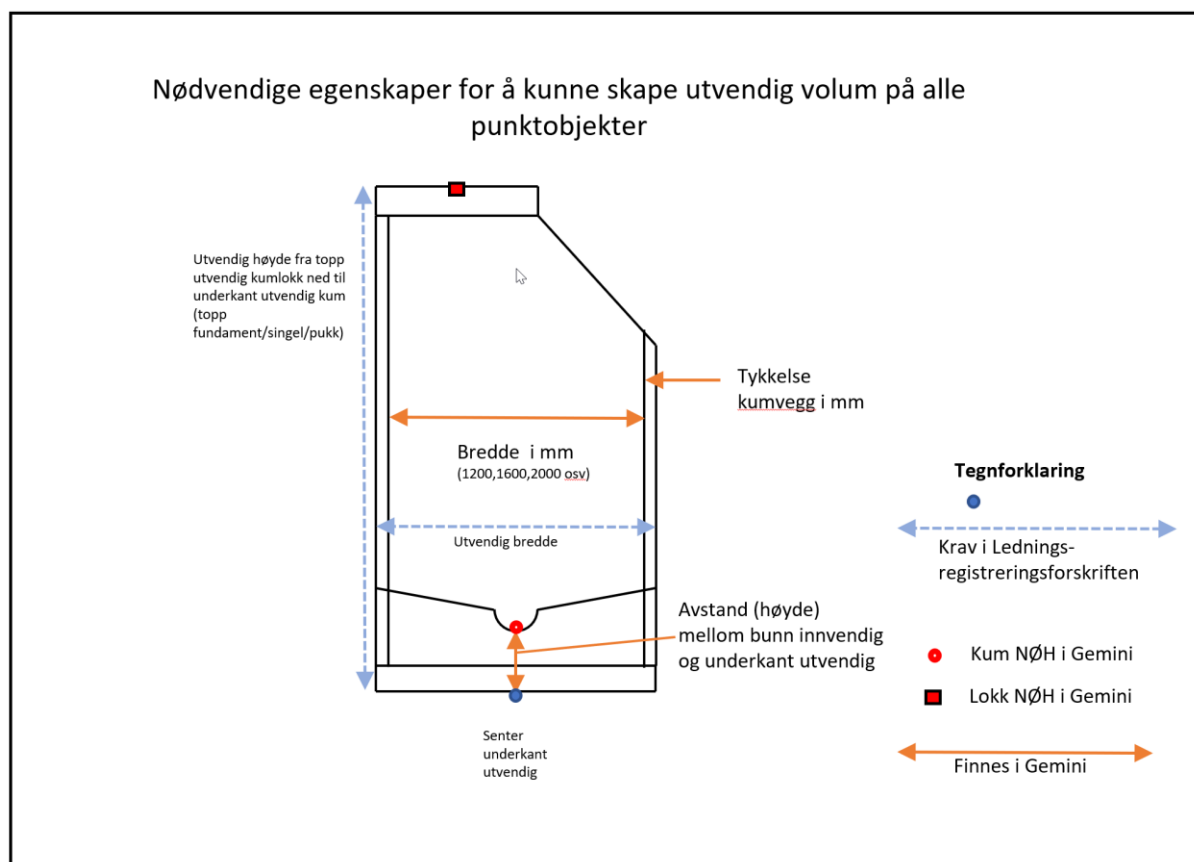 Nødvendige egenskaper for å kunne skape utvendig volum på alle
punktobjekter
Utvendig høyde fra topp
utvendig kumlokk ned til
underkant utvendig kum
(topp
fundament/singel/pukk)
Tykkelse
kumvegg i mm
Bredde i mm
(1200,1600,2000 osv)
Utvendig bredde
Avstand (høyde)
mellom bunn innvendig
og underkant utvendig
Senter
underkant
utvendig
Tegnforklaring
Krav i Lednings-
registreringsforskriften
Kum NØH i Gemini
Lokk NØH i Gemini
Finnes i Gemini